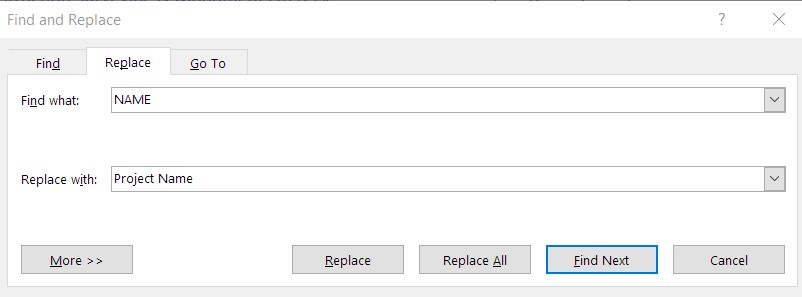 Find and Replace
?
Find Replace Go To
Find what: NAME
Replace with: Project Name
More >> Replace Replace All Find Next Cancel